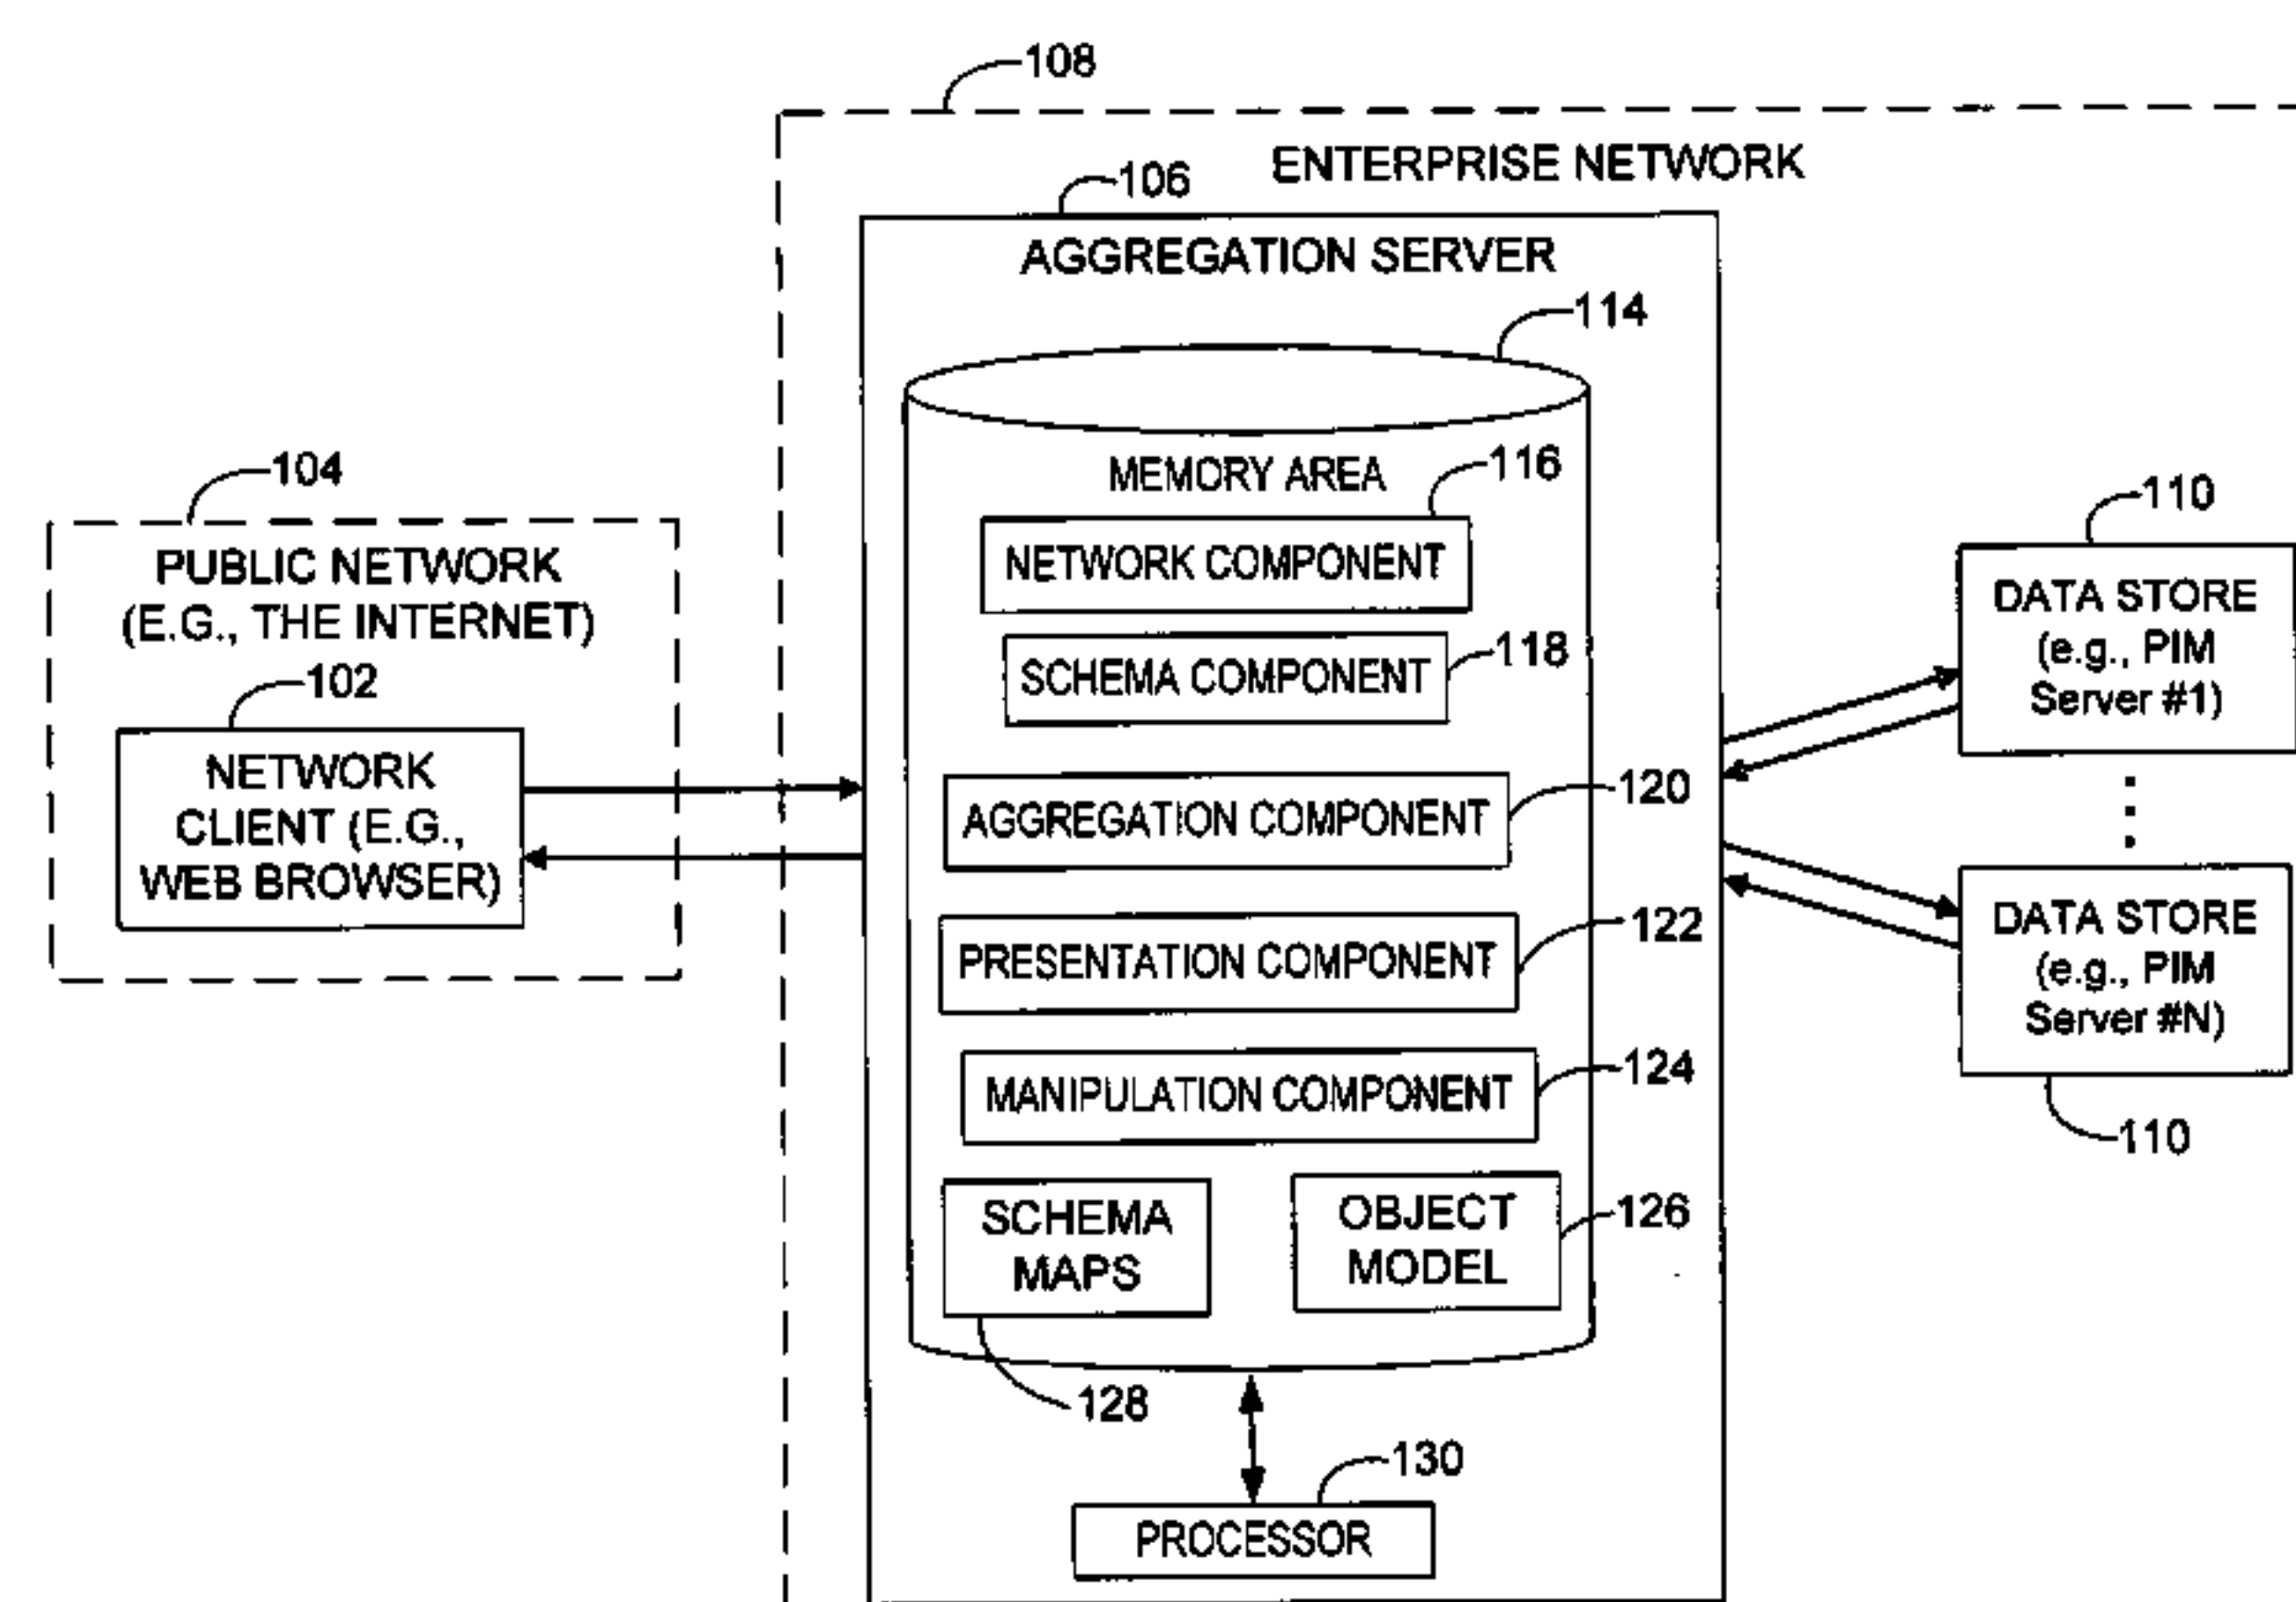 108
ENTERPRISE NETWORK
106
AGGREGATION SERVER
114
MEMORY AREA
116
NETWORK COMPONENT
118
SCHEMA COMPONENT
120
AGGREGATION COMPONENT
122
PRESENTATION COMPONENT
124
MANIPULATION COMPONENT
SCHEMA
MAPS
128
OBJECT
MODEL
126
130
PROCESSOR
104
PUBLIC NETWORK
(E.G., THE INTERNET)
102
NETWORK
CLIENT (E.G.,
WEB BROWSER)
110
DATA STORE
(e.g., PIM
Server #1)
DATA STORE
(e.g., PIM
Server #N)
110